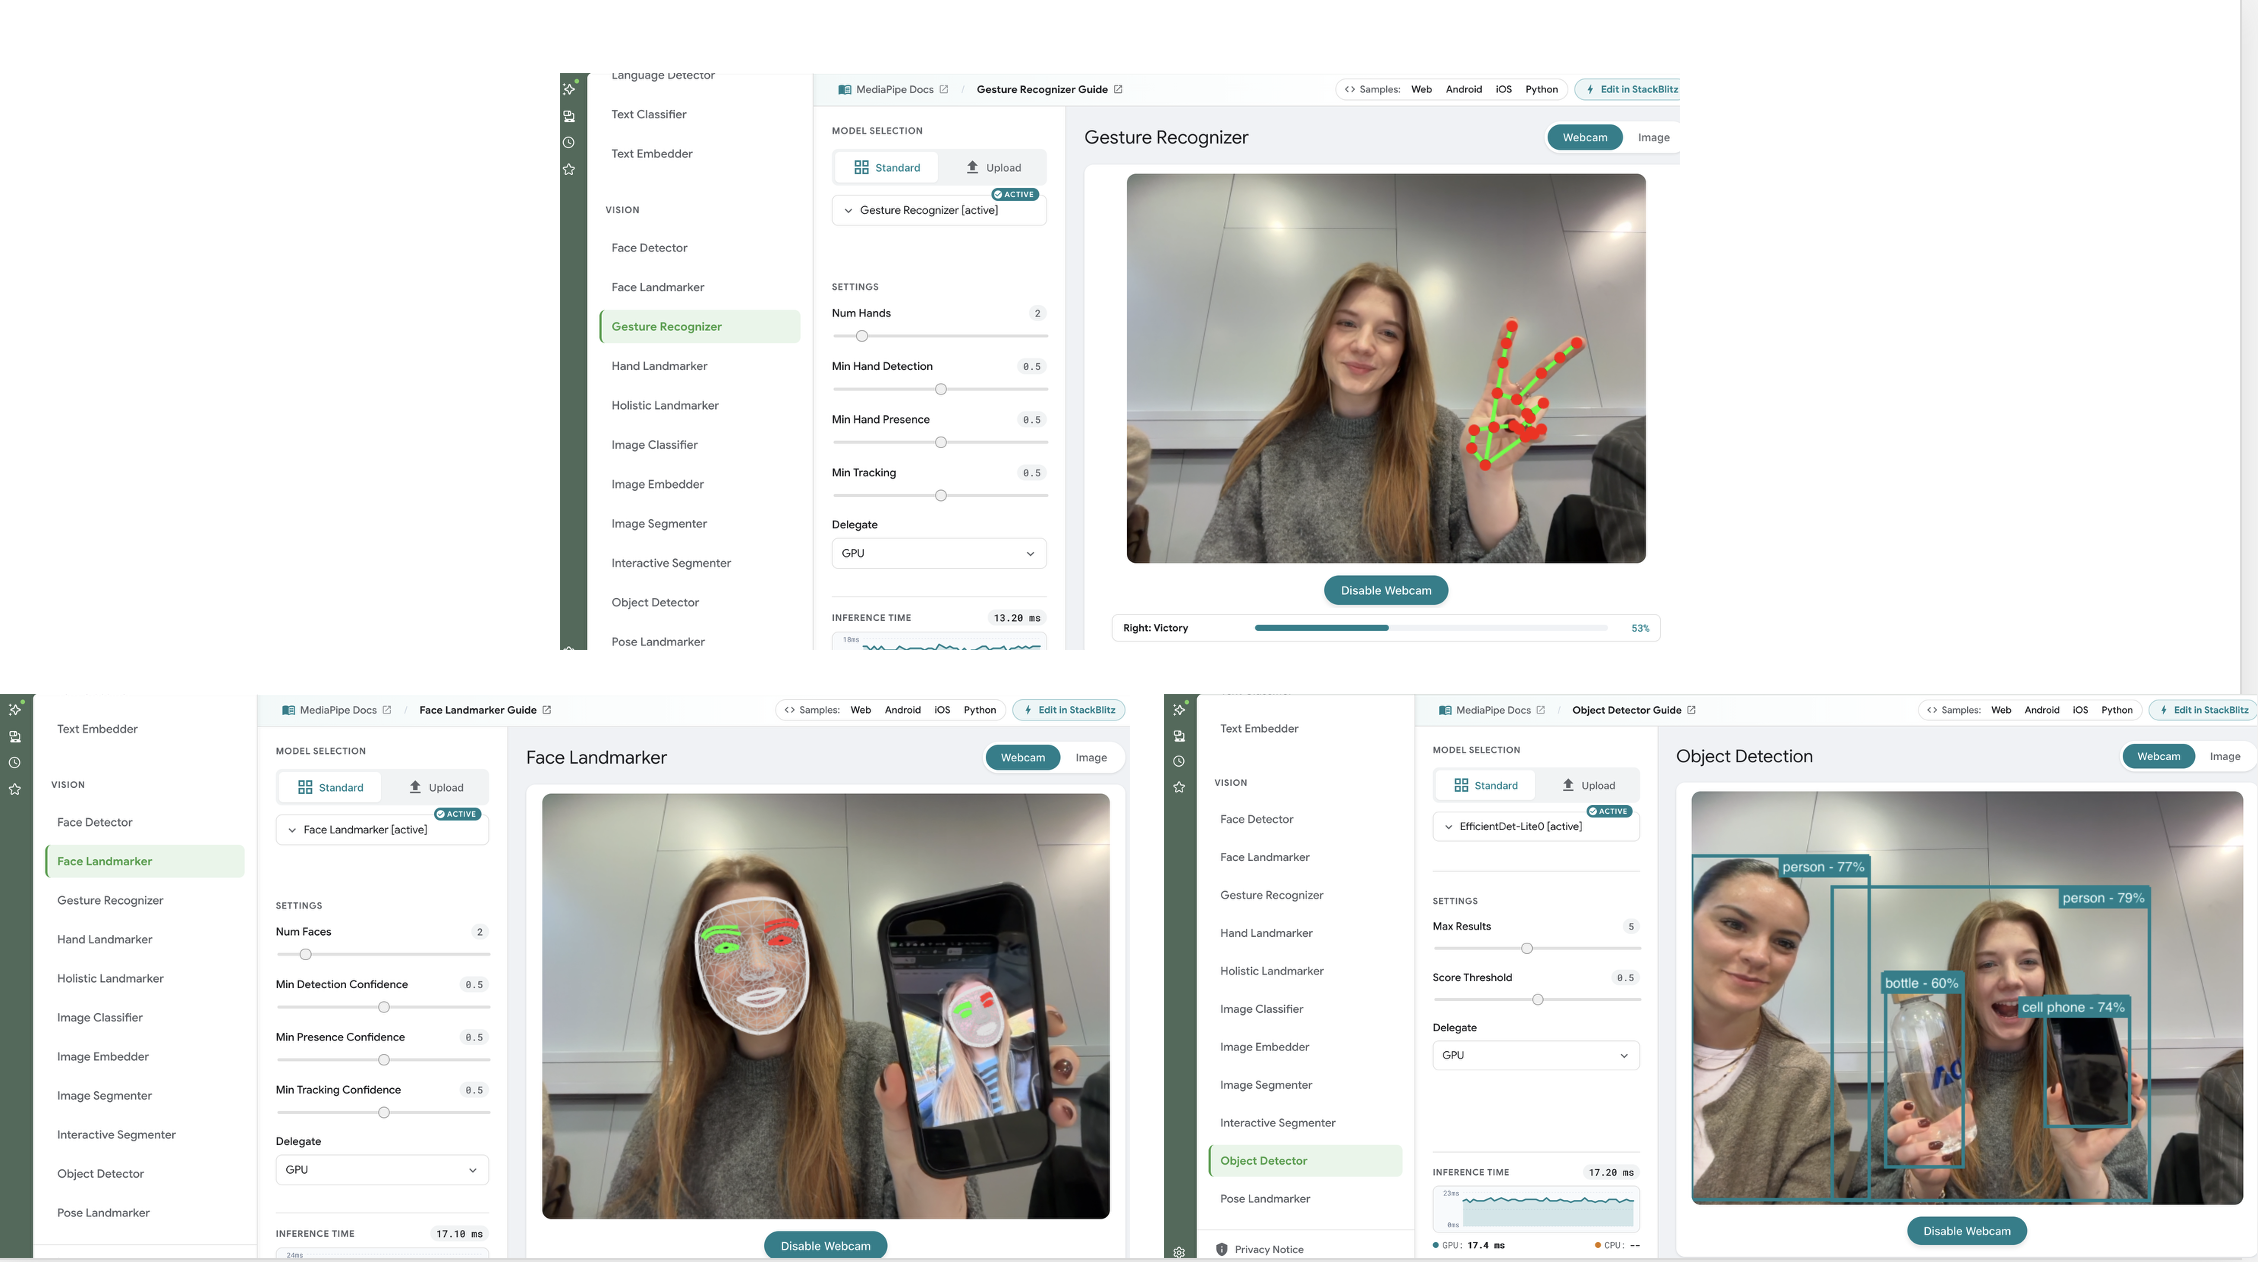 Language Detector
Text Classifier
Text Embedder
VISION
Face Detector
Face Landmarker
Gesture Recognizer
Hand Landmarker
Holistic Landmarker
Image Classifier
Image Embedder
Image Segmenter
Interactive Segmenter
Object Detector
Pose Landmarker
MediaPipe Docs / Gesture Recognizer Guide
<> Samples: Web Android iOS Python
Edit in StackBlitz
MODEL SELECTION
Standard Upload
ACTIVE
Gesture Recognizer [active]
SETTINGS
Num Hands 2
Min Hand Detection 0.5
Min Hand Presence 0.5
Min Tracking 0.5
Delegate
GPU
INFERENCE TIME 13.20 ms
18ms
Gesture Recognizer
Webcam Image
Disable Webcam
Right: Victory 53%
Text Embedder
VISION
Face Detector
Face Landmarker
Gesture Recognizer
Hand Landmarker
Holistic Landmarker
Image Classifier
Image Embedder
Image Segmenter
Interactive Segmenter
Object Detector
Pose Landmarker
MediaPipe Docs / Face Landmarker Guide
<> Samples: Web Android iOS Python
Edit in StackBlitz
MODEL SELECTION
Standard Upload
ACTIVE
Face Landmarker [active]
SETTINGS
Num Faces 2
Min Detection Confidence 0.5
Min Presence Confidence 0.5
Min Tracking Confidence 0.5
Delegate
GPU
INFERENCE TIME 17.10 ms
24ms
Face Landmarker
Webcam Image
Disable Webcam
Text Embedder
VISION
Face Detector
Face Landmarker
Gesture Recognizer
Hand Landmarker
Holistic Landmarker
Image Classifier
Image Embedder
Image Segmenter
Interactive Segmenter
Object Detector
Pose Landmarker
Privacy Notice
MediaPipe Docs / Object Detector Guide
<> Samples: Web Android iOS Python
Edit in StackBlitz
MODEL SELECTION
Standard Upload
ACTIVE
EfficientDet-Lite0 [active]
SETTINGS
Max Results 5
Score Threshold 0.5
Delegate
GPU
INFERENCE TIME 17.20 ms
23ms
0ms
GPU: 17.4 ms CPU: --
Object Detection
Webcam Image
person - 77%
person - 79%
bottle - 60%
cell phone - 74%
Disable Webcam